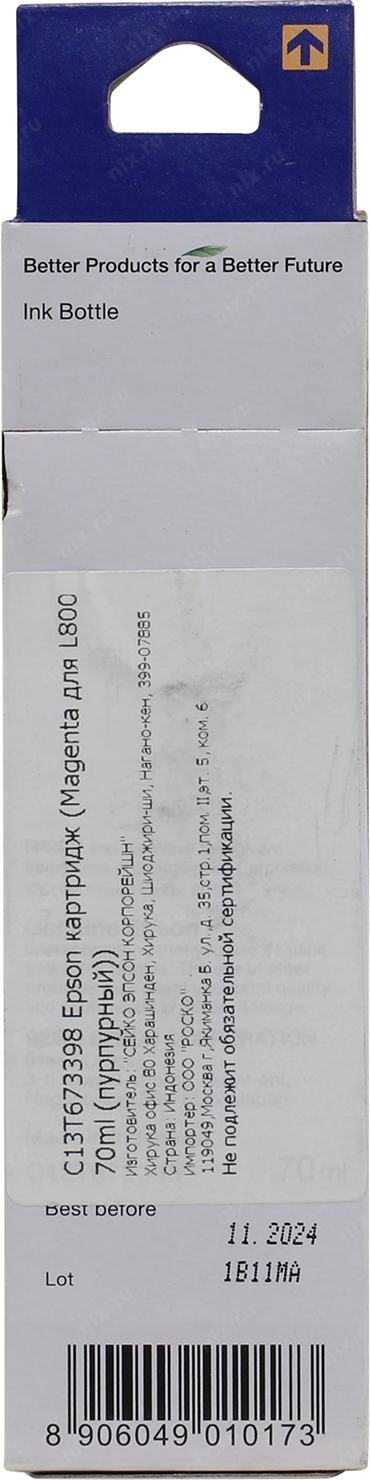 Better Products for a Better Future
Ink Bottle
C13T673398 Epson картридж (Magenta для L800
70ml (пурпурный)))
Изготовитель: "СЕЙКО ЭПСОН КОРПОРЕЙШН"
Хирука офис 80 Харашинден, Хирука, Шиоджири-ши, Нагано-кен, 399-07885
Страна: Индонезия
Импортер: ООО "РОСКО"
119049,Москва г,Якиманка Б. ул,д. 35,стр.1,пом. II,эт. 5, ком. 6
Не подлежит обязательной сертификации.
70 ml
Best before
11. 2024
Lot
1B11MA
8 906049 010173